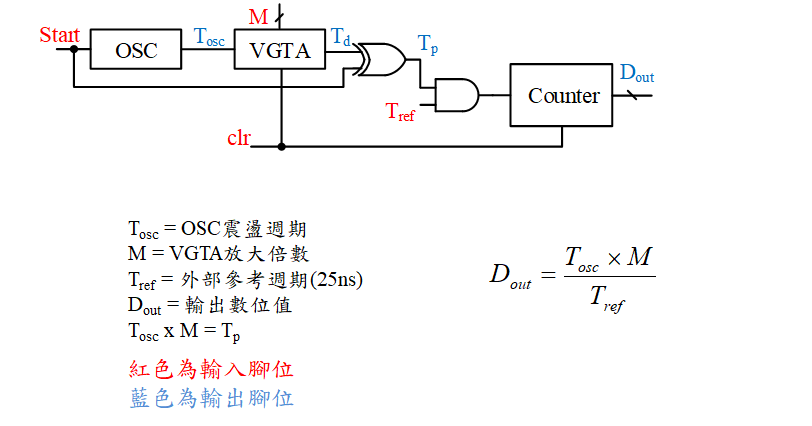 M
Start
OSC
Tosc
VGTA
Td
Tp
Tref
Counter
Dout
clr
Tosc = OSC震盪週期
M = VGTA放大倍數
Tref = 外部參考週期(25ns)
Dout = 輸出數位值
Tosc x M = Tp
Dout = Tosc × M / Tref
紅色為輸入腳位
藍色為輸出腳位